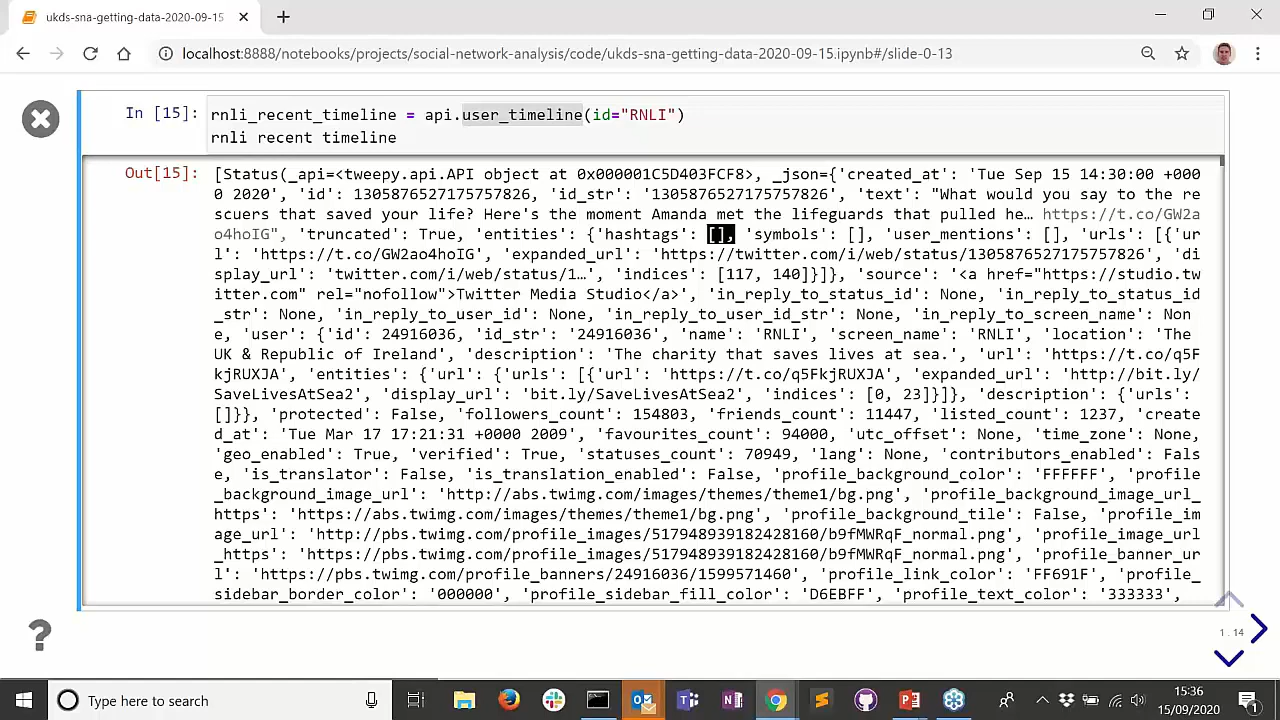 ukds-sna-getting-data-2020-09-15
localhost:8888/notebooks/projects/social-network-analysis/code/ukds-sna-getting-data-2020-09-15.ipynb#/slide-0-13
In [15]: rnli_recent_timeline = api.user_timeline(id="RNLI")
rnli recent timeline
Out[15]: [Status(_api=<tweepy.api.API object at 0x000001C5D403FCF8>, _json={'created_at': 'Tue Sep 15 14:30:00 +000
0 2020', 'id': 1305876527175757826, 'id_str': '1305876527175757826', 'text': "What would you say to the re
scuers that saved your life? Here's the moment Amanda met the lifeguards that pulled he… https://t.co/GW2a
o4hoIG", 'truncated': True, 'entities': {'hashtags': [], 'symbols': [], 'user_mentions': [], 'urls': [{'ur
l': 'https://t.co/GW2ao4hoIG', 'expanded_url': 'https://twitter.com/i/web/status/1305876527175757826', 'di
splay_url': 'twitter.com/i/web/status/1…', 'indices': [117, 140]}]}, 'source': '<a href="https://studio.tw
itter.com" rel="nofollow">Twitter Media Studio</a>', 'in_reply_to_status_id': None, 'in_reply_to_status_id
_str': None, 'in_reply_to_user_id': None, 'in_reply_to_user_id_str': None, 'in_reply_to_screen_name': Non
e, 'user': {'id': 24916036, 'id_str': '24916036', 'name': 'RNLI', 'screen_name': 'RNLI', 'location': 'The
UK & Republic of Ireland', 'description': 'The charity that saves lives at sea.', 'url': 'https://t.co/q5F
kjRUXJA', 'entities': {'url': {'urls': [{'url': 'https://t.co/q5FkjRUXJA', 'expanded_url': 'http://bit.ly/
SaveLivesAtSea2', 'display_url': 'bit.ly/SaveLivesAtSea2', 'indices': [0, 23]}]}, 'description': {'urls':
[]}}, 'protected': False, 'followers_count': 154803, 'friends_count': 11447, 'listed_count': 1237, 'create
d_at': 'Tue Mar 17 17:21:31 +0000 2009', 'favourites_count': 94000, 'utc_offset': None, 'time_zone': None,
'geo_enabled': True, 'verified': True, 'statuses_count': 70949, 'lang': None, 'contributors_enabled': Fals
e, 'is_translator': False, 'is_translation_enabled': False, 'profile_background_color': 'FFFFFF', 'profile
_background_image_url': 'http://abs.twimg.com/images/themes/theme1/bg.png', 'profile_background_image_url_
https': 'https://abs.twimg.com/images/themes/theme1/bg.png', 'profile_background_tile': False, 'profile_im
age_url': 'http://pbs.twimg.com/profile_images/517948939182428160/b9fMWRqF_normal.png', 'profile_image_url
_https': 'https://pbs.twimg.com/profile_images/517948939182428160/b9fMWRqF_normal.png', 'profile_banner_ur
l': 'https://pbs.twimg.com/profile_banners/24916036/1599571460', 'profile_link_color': 'FF691F', 'profile_
sidebar_border_color': '000000', 'profile_sidebar_fill_color': 'D6EBFF', 'profile_text_color': '333333',
?
1.14
Type here to search
15:36
15/09/2020
1